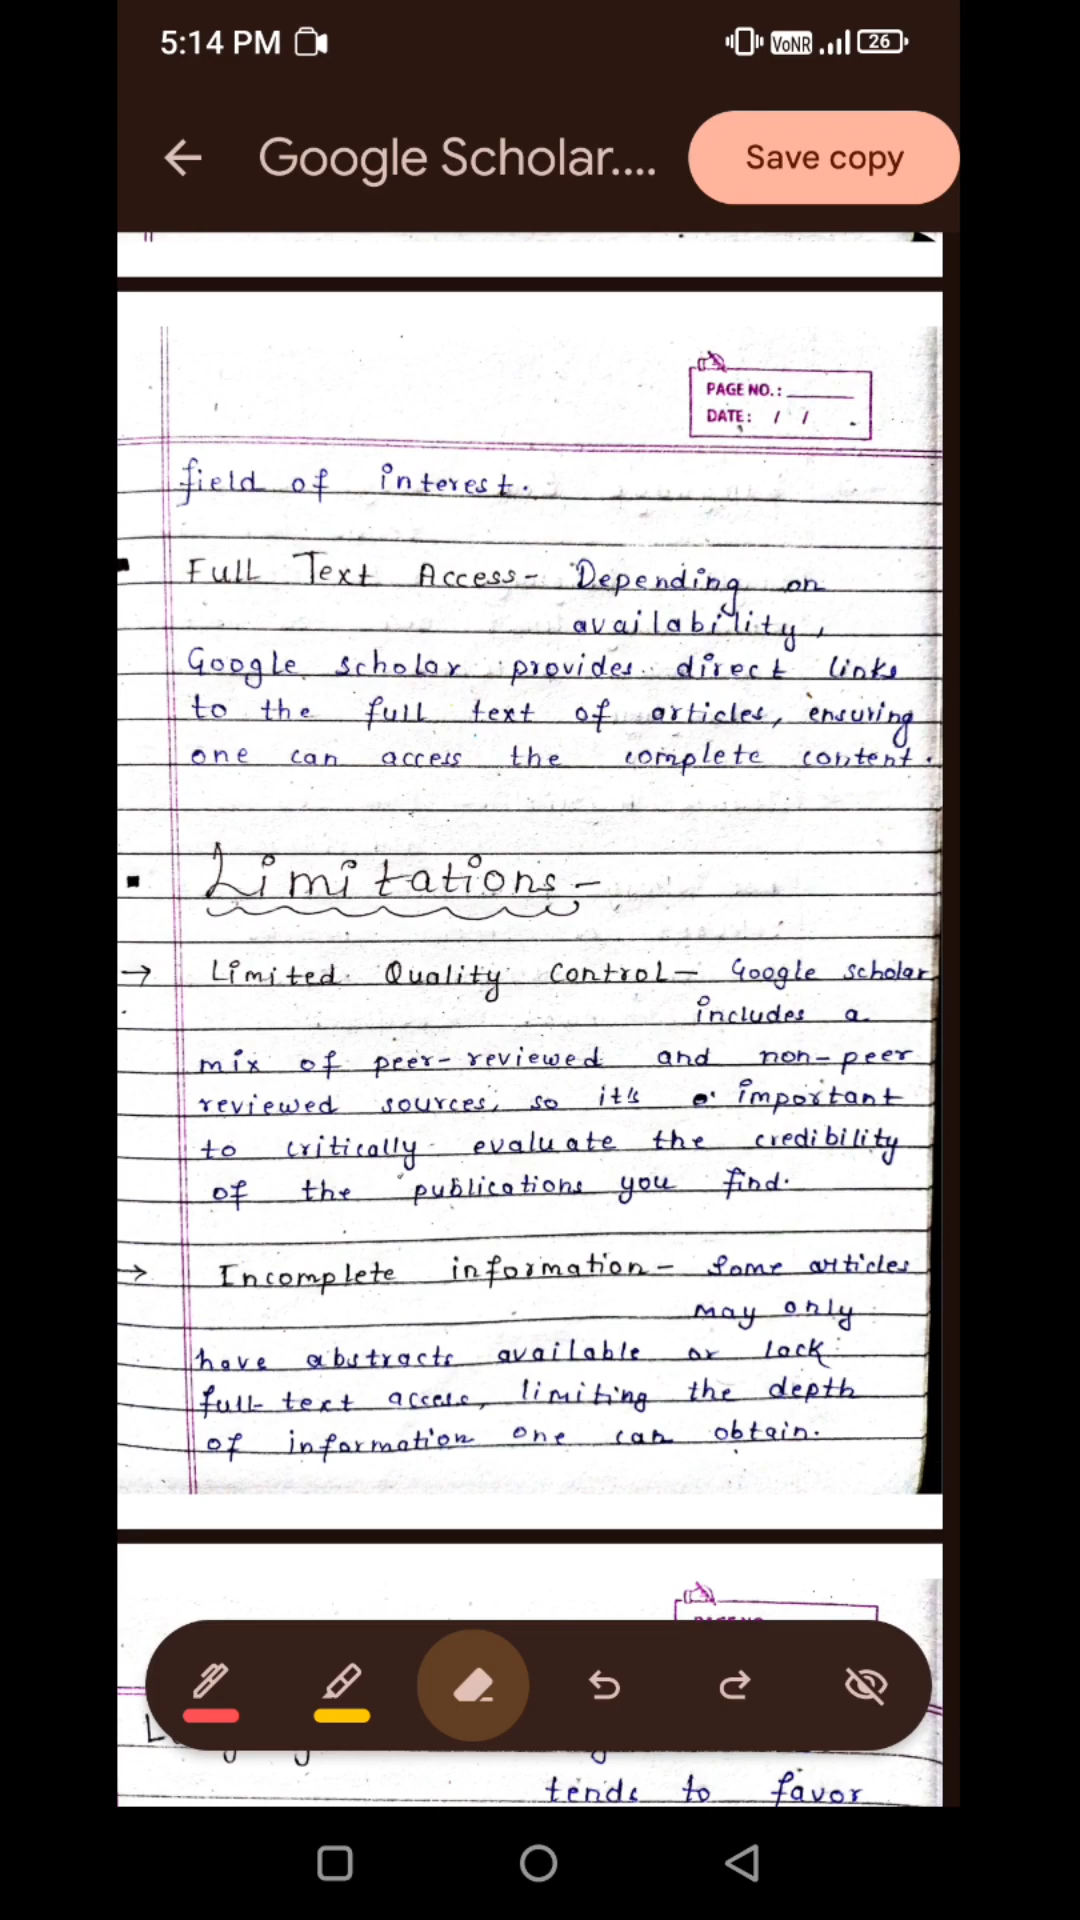 5:14 PM
VoNR 26
Google Scholar....
Save copy
PAGE NO.:
DATE: / /
field of interest.
Full Text Access- Depending on
availability,
Google scholar provides direct links
to the full text of articles, ensuring
one can access the complete content.
Limitations-
→ Limited Quality Control- Google scholar
includes a
mix of peer-reviewed and non-peer
reviewed sources, so it's important
to critically evaluate the credibility
of the publications you find.
→ Incomplete information- Some articles
may only
have abstracts available or lack
full-text access, limiting the depth
of information one can obtain.
tends to favor